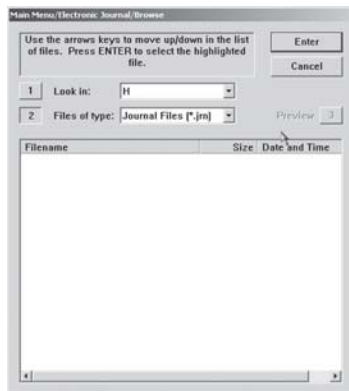 Main Menu/Electronic Journal/Browse
Use the arrows keys to move up/down in the list
of files. Press ENTER to select the highlighted
file.
Enter
Cancel
1 Look in: H
2 Files of type: Journal Files (*.jrn)
Preview 3
Filename Size Date and Time